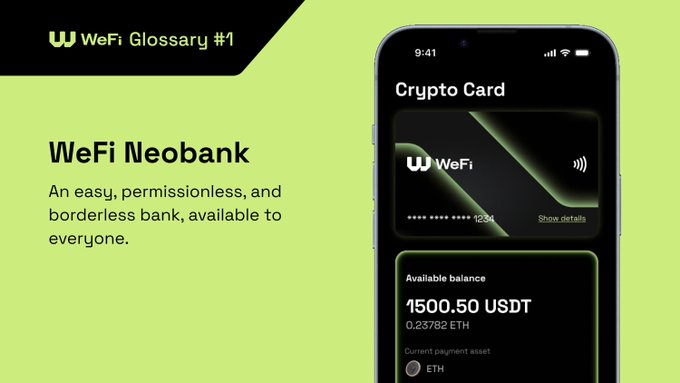 WeFi Glossary #1
WeFi Neobank
An easy, permissionless, and
borderless bank, available to
everyone.
9:41
Crypto Card
WeFi
**** **** **** 1234
Show details
Available balance
1500.50 USDT
0.23782 ETH
Current payment asset
ETH